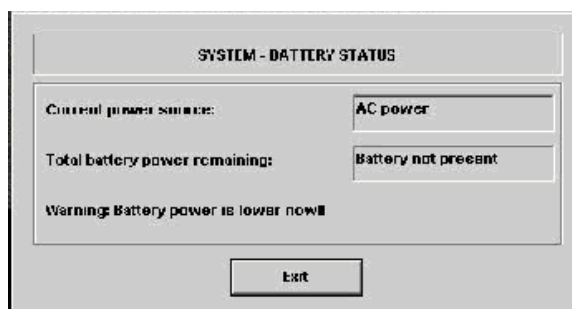 SYSTEM - BATTERY STATUS
Current power source: AC power
Total battery power remaining: Battery not present
Warning: Battery power is lower now!!
Exit